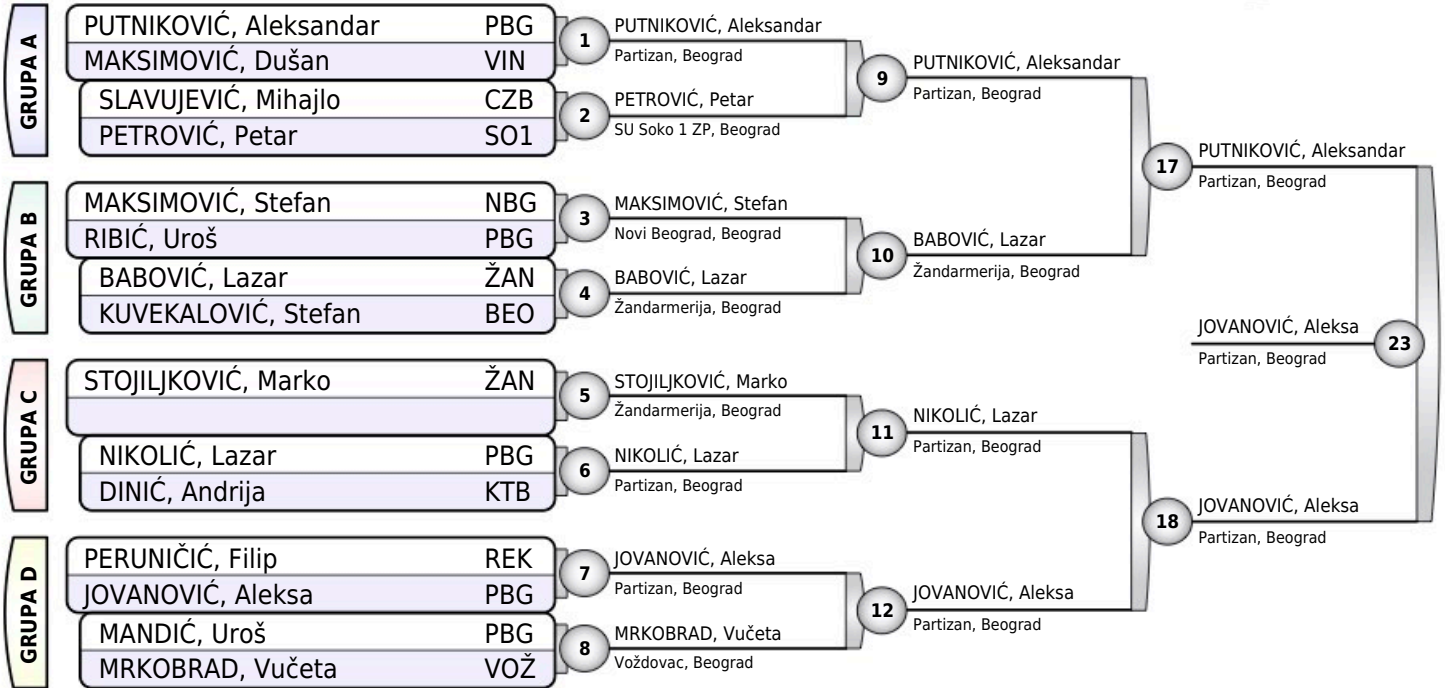 GRUPA A
PUTNIKOVIĆ, Aleksandar PBG
MAKSIMOVIĆ, Dušan VIN
SLAVUJEVIĆ, Mihajlo CZB
PETROVIĆ, Petar SO1
GRUPA B
MAKSIMOVIĆ, Stefan NBG
RIBIĆ, Uroš PBG
BABOVIĆ, Lazar ŽAN
KUVEKALOVIĆ, Stefan BEO
GRUPA C
STOJILJKOVIĆ, Marko ŽAN
NIKOLIĆ, Lazar PBG
DINIĆ, Andrija KTB
GRUPA D
PERUNIČIĆ, Filip REK
JOVANOVIĆ, Aleksa PBG
MANDIĆ, Uroš PBG
MRKOBRAD, Vučeta VOŽ
1
PUTNIKOVIĆ, Aleksandar
Partizan, Beograd
2
PETROVIĆ, Petar
SU Soko 1 ZP, Beograd
3
MAKSIMOVIĆ, Stefan
Novi Beograd, Beograd
4
BABOVIĆ, Lazar
Žandarmerija, Beograd
5
STOJILJKOVIĆ, Marko
Žandarmerija, Beograd
6
NIKOLIĆ, Lazar
Partizan, Beograd
7
JOVANOVIĆ, Aleksa
Partizan, Beograd
8
MRKOBRAD, Vučeta
Voždovac, Beograd
9
PUTNIKOVIĆ, Aleksandar
Partizan, Beograd
10
BABOVIĆ, Lazar
Žandarmerija, Beograd
11
NIKOLIĆ, Lazar
Partizan, Beograd
12
JOVANOVIĆ, Aleksa
Partizan, Beograd
17
PUTNIKOVIĆ, Aleksandar
Partizan, Beograd
18
JOVANOVIĆ, Aleksa
Partizan, Beograd
JOVANOVIĆ, Aleksa
Partizan, Beograd
23